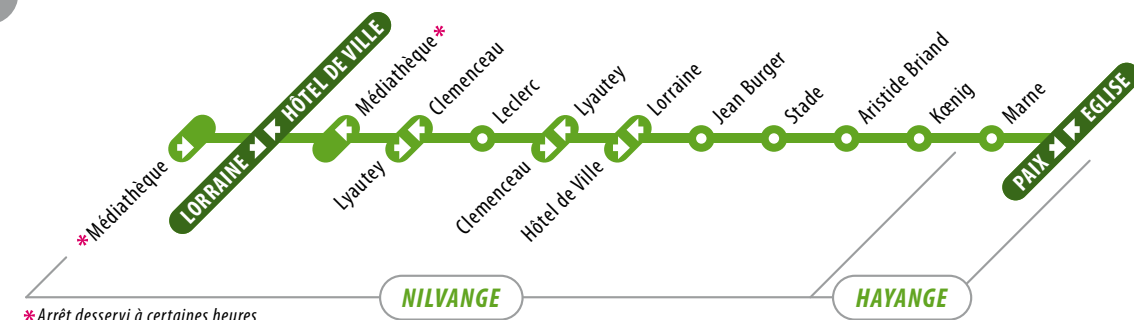 *Médiathèque
LORRAINE HÔTEL DE VILLE
Médiathèque*
Lyautey
Clemenceau
Leclerc
Clemenceau
Lyautey
Hôtel de Ville
Lorraine
Jean Burger
Stade
Aristide Briand
Kœnig
Marne
PAIX EGLISE
NILVANGE
HAYANGE
*Arrêt desservi à certaines heures